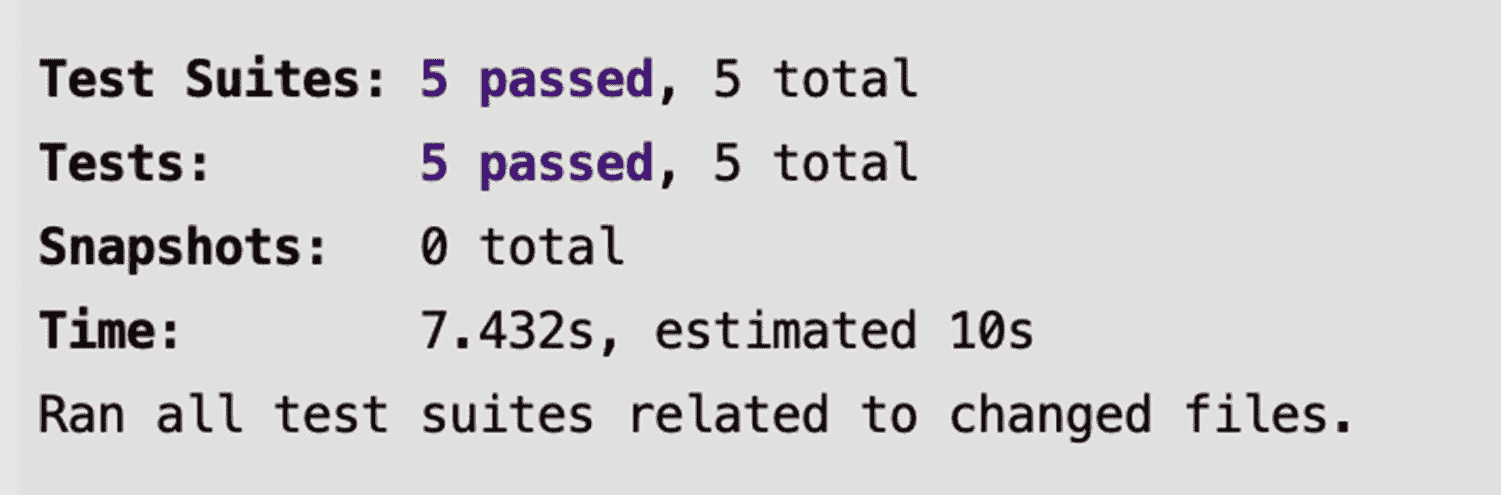 Test Suites: 5 passed, 5 total
Tests: 5 passed, 5 total
Snapshots: 0 total
Time: 7.432s, estimated 10s
Ran all test suites related to changed files.